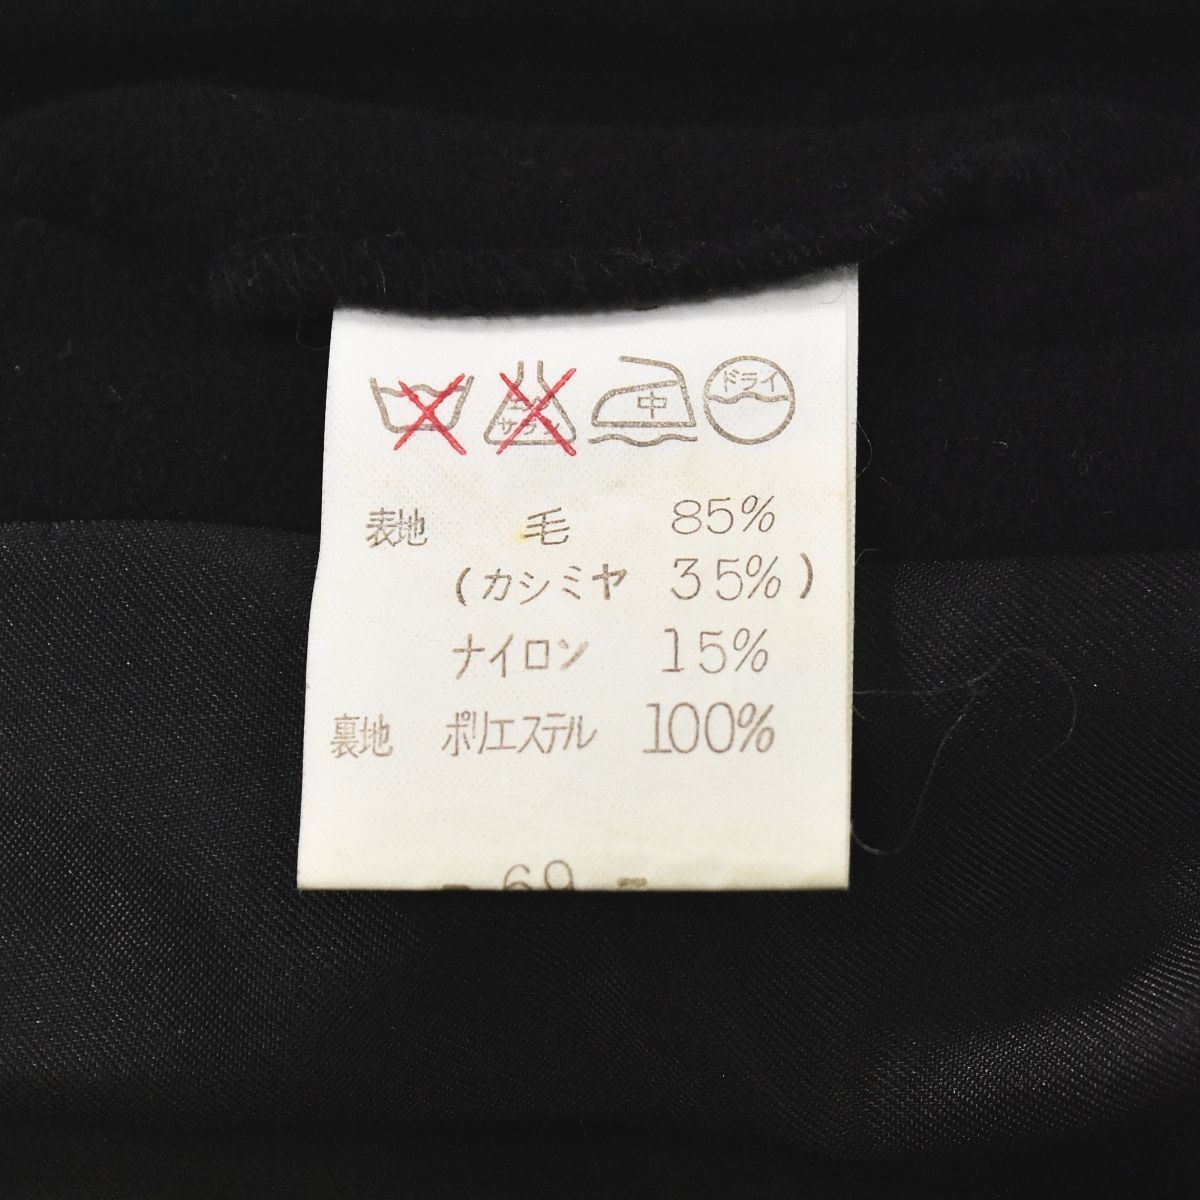 中 ドライ
表地 毛 85%
(カシミヤ 35%)
ナイロン 15%
裏地 ポリエステル 100%
- 69 -